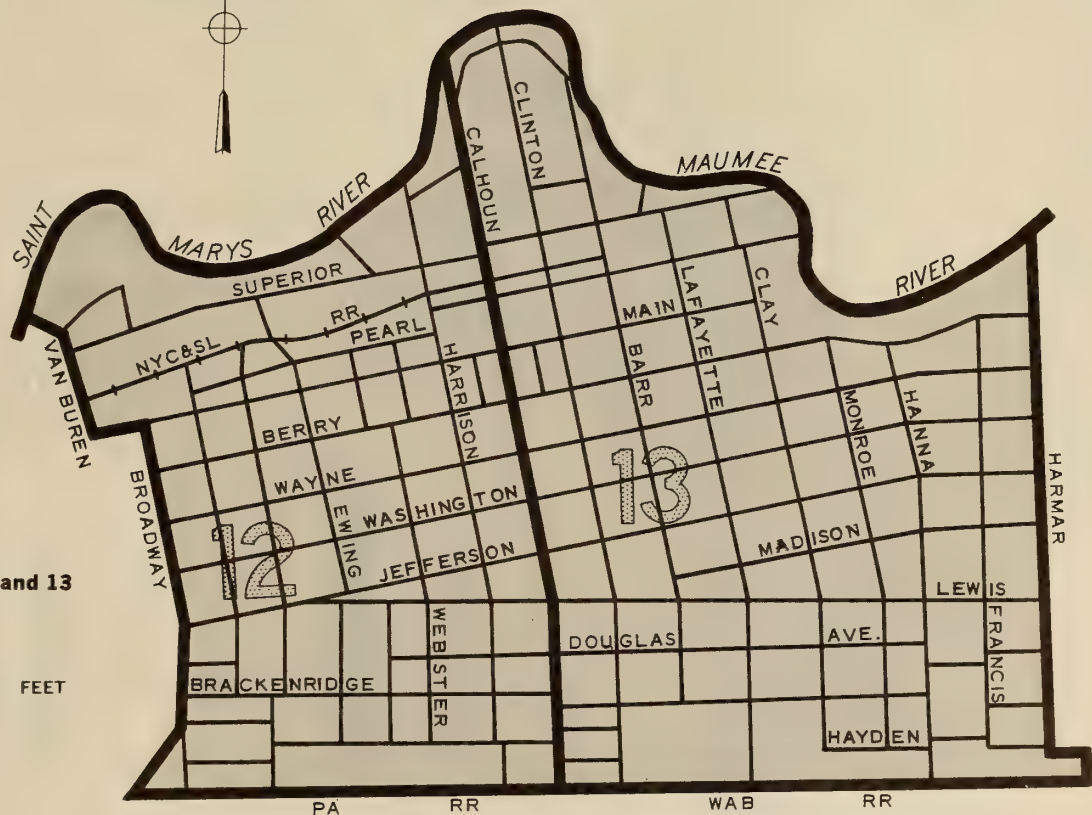 CLINTON
CALHOUN
MAUMEE
RIVER
SAINT
MARYS
RIVER
SUPERIOR
LAFAYETTE
CLAY
RR
MAIN
NYC&SL
PEARL
VAN BUREN
HARRISON
BARR
MONROE
HANNA
BERRY
HARMAR
WAYNE
13
BROADWAY
EWING
WASHINGTON
12
MADISON
JEFFERSON
and 13
LEWIS
WEBSTER
DOUGLAS AVE.
FRANCIS
FEET
BRACKENRIDGE
HAYDEN
PA RR WAB RR